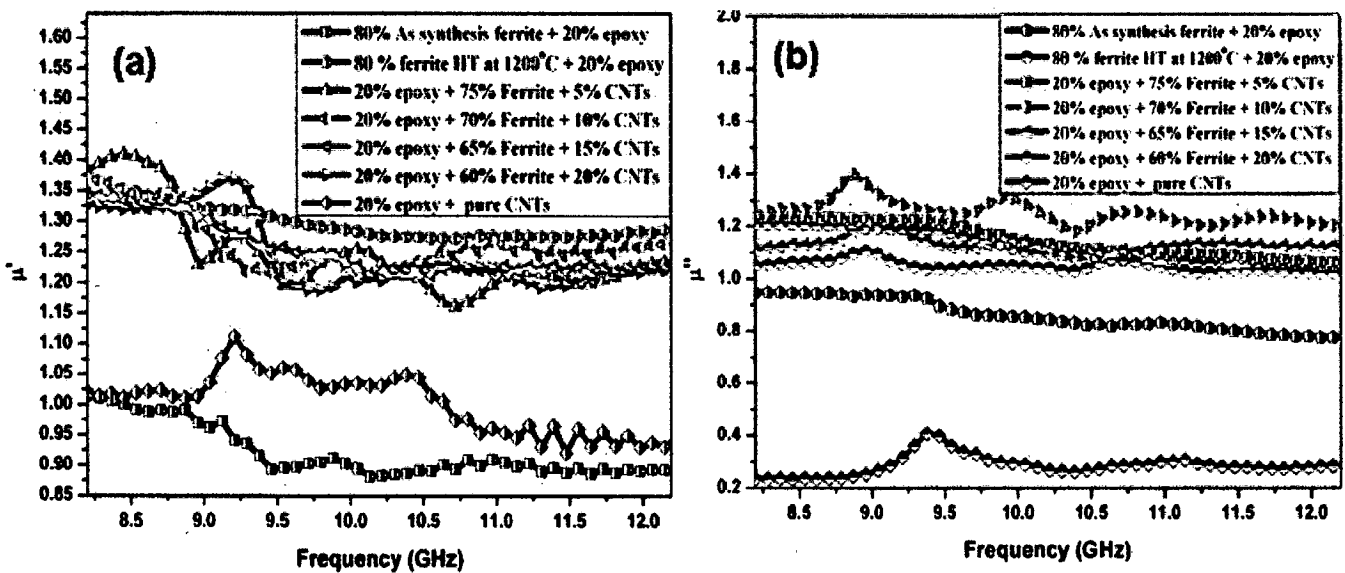 (a)
80% As synthesis ferrite + 20% epoxy
80 % ferrite HT at 1200°C + 20% epoxy
20% epoxy + 75% Ferrite + 5% CNTs
20% epoxy + 70% Ferrite + 10% CNTs
20% epoxy + 65% Ferrite + 15% CNTs
20% epoxy + 60% Ferrite + 20% CNTs
20% epoxy + pure CNTs
1.60
1.55
1.50
1.45
1.40
1.35
1.30
1.25
1.20
1.15
1.10
1.05
1.00
0.95
0.90
0.85
μ'
8.5 9.0 9.5 10.0 10.5 11.0 11.5 12.0
Frequency (GHz)
(b)
80% As synthesis ferrite + 20% epoxy
80 % ferrite HT at 1200°C + 20% epoxy
20% epoxy + 75% Ferrite + 5% CNTs
20% epoxy + 70% Ferrite + 10% CNTs
20% epoxy + 65% Ferrite + 15% CNTs
20% epoxy + 60% Ferrite + 20% CNTs
20% epoxy + pure CNTs
2.0
1.8
1.6
1.4
1.2
1.0
0.8
0.6
0.4
0.2
μ''
8.5 9.0 9.5 10.0 10.5 11.0 11.5 12.0
Frequency (GHz)